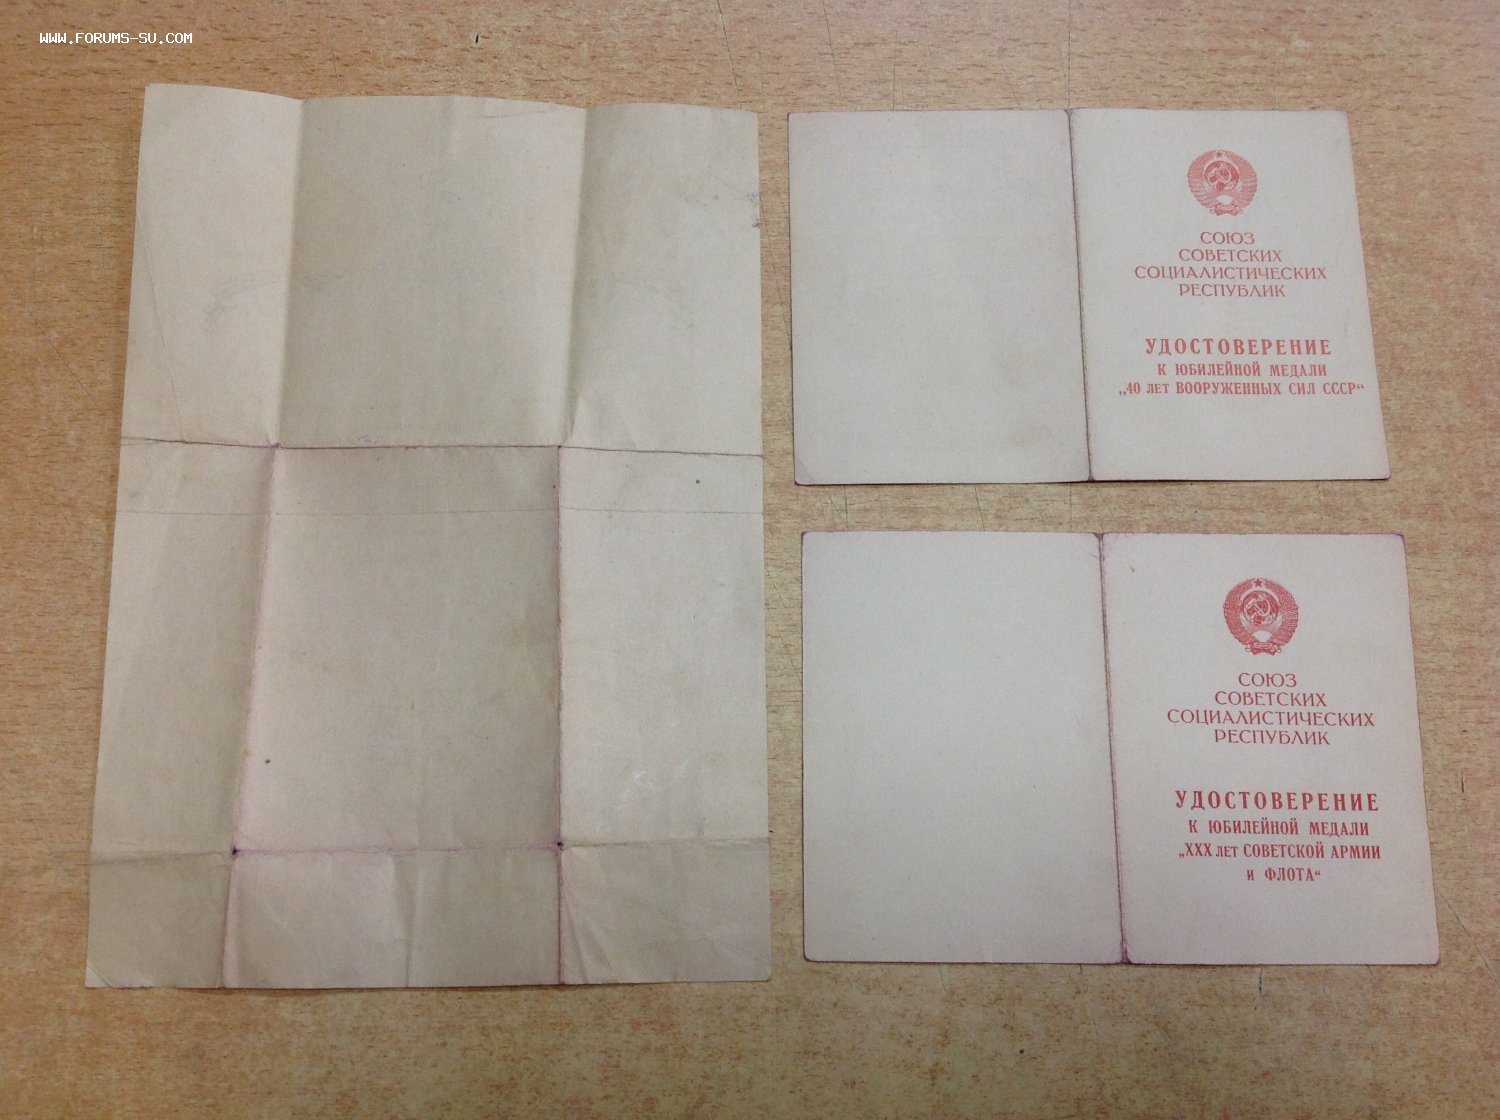 WWW.FORUMS-SU.COM
СОЮЗ
СОВЕТСКИХ
СОЦИАЛИСТИЧЕСКИХ
РЕСПУБЛИК
УДОСТОВЕРЕНИЕ
К ЮБИЛЕЙНОЙ МЕДАЛИ
„40 ЛЕТ ВООРУЖЕННЫХ СИЛ СССР“
СОЮЗ
СОВЕТСКИХ
СОЦИАЛИСТИЧЕСКИХ
РЕСПУБЛИК
УДОСТОВЕРЕНИЕ
К ЮБИЛЕЙНОЙ МЕДАЛИ
„XXX ЛЕТ СОВЕТСКОЙ АРМИИ
И ФЛОТА“